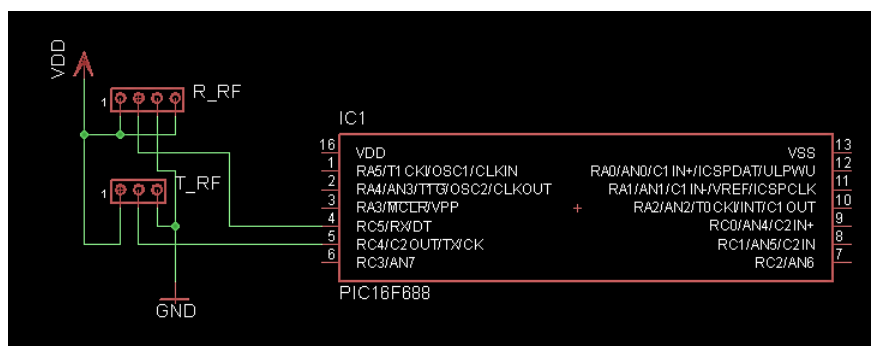 VDD
1 R_RF
IC1
16 VDD VSS 13
1 RA5/T1CKI/OSC1/CLKIN RA0/AN0/C1IN+/ICSPDAT/ULPWU 12
2 RA4/AN3/T1G/OSC2/CLKOUT RA1/AN1/C1IN-/VREF/ICSPCLK 11
1 T_RF
3 RA3/MCLR/VPP RA2/AN2/T0CKI/INT/C1OUT 10
4 RC5/RX/DT RC0/AN4/C2IN+ 9
5 RC4/C2OUT/TX/CK RC1/AN5/C2IN 8
6 RC3/AN7 RC2/AN6 7
PIC16F688
GND